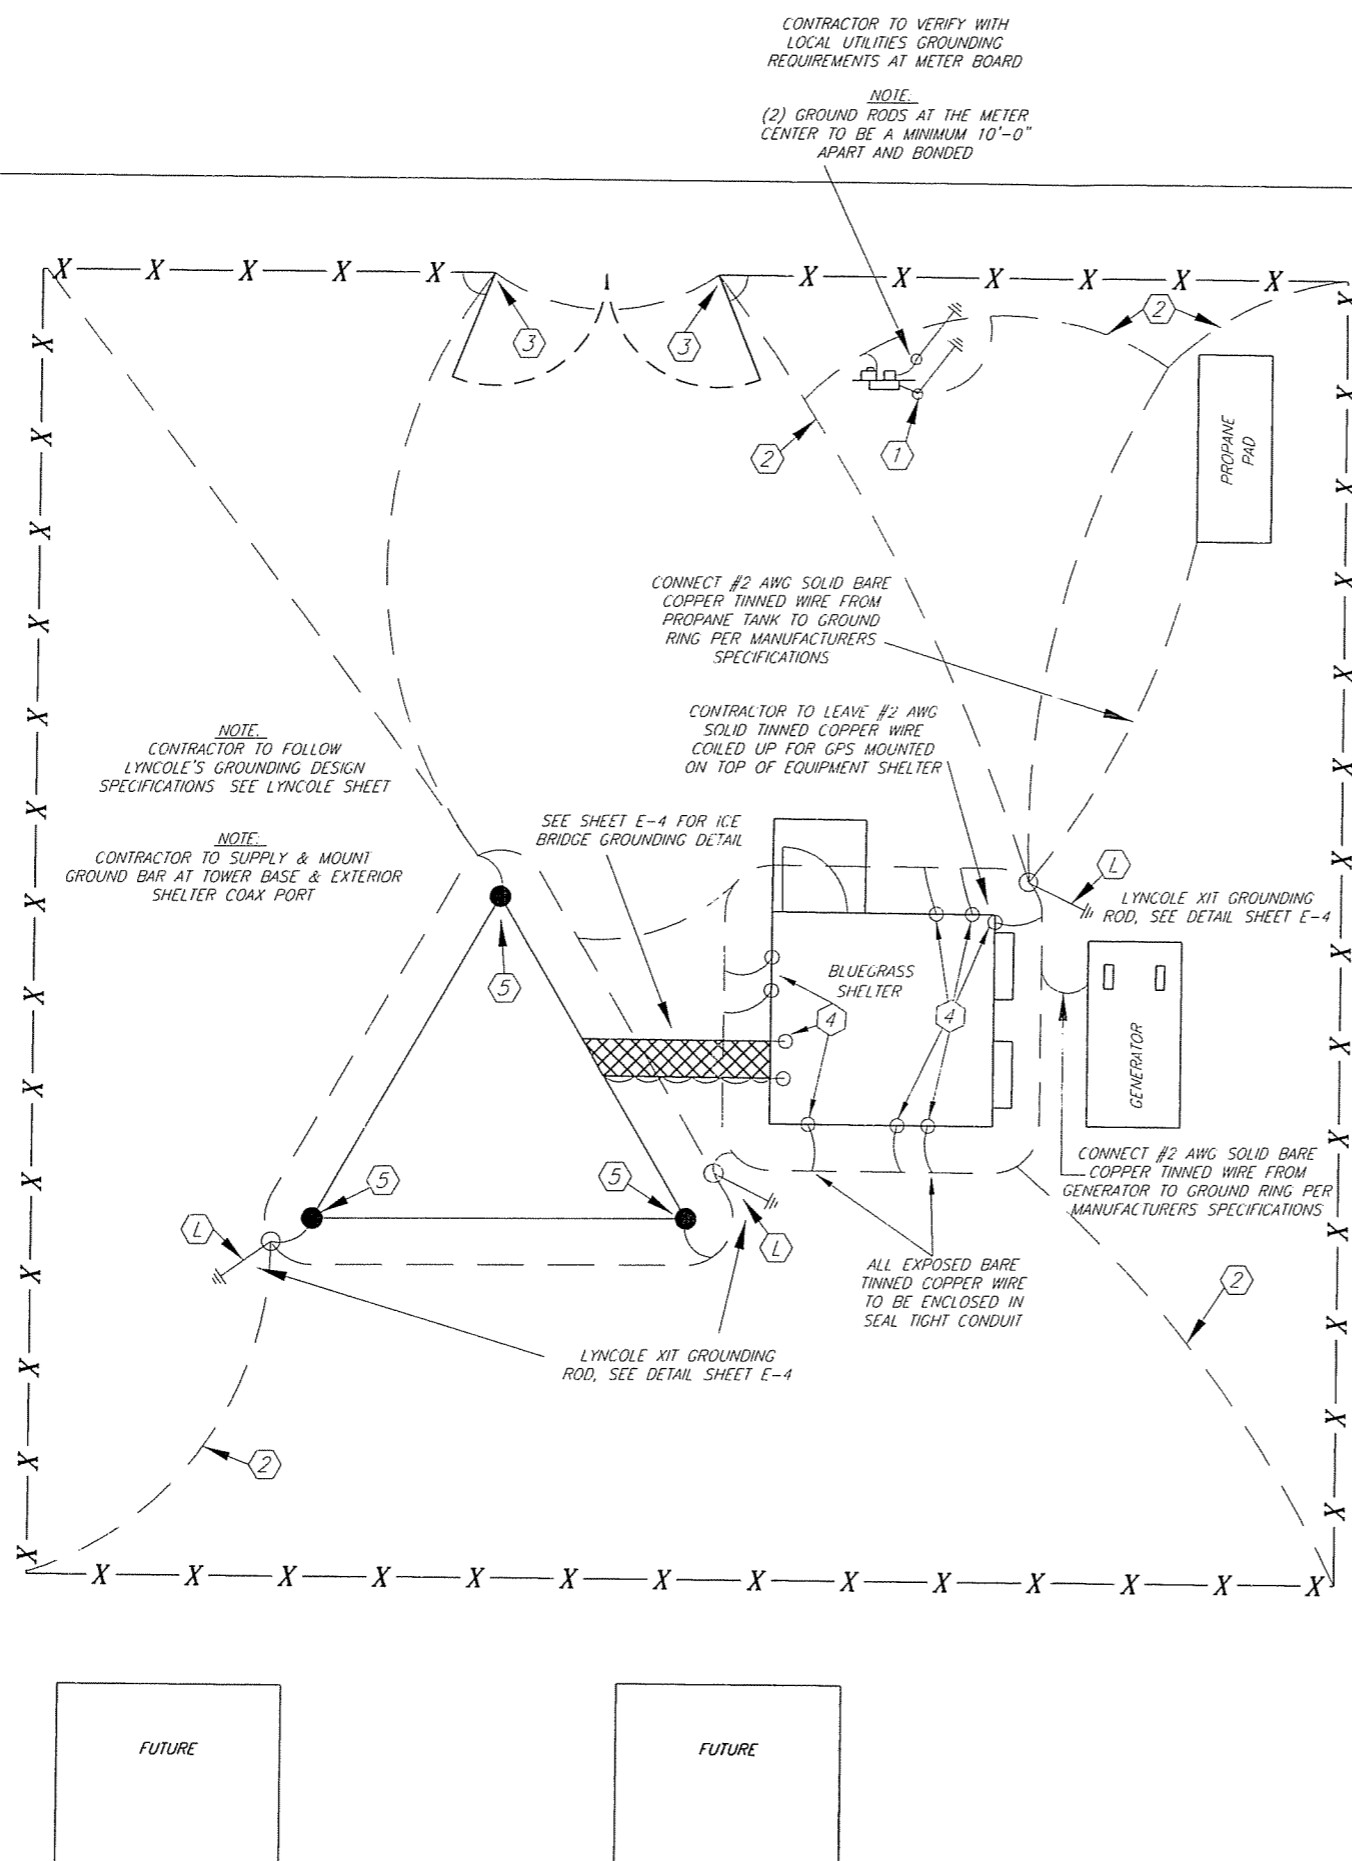 CONTRACTOR TO VERIFY WITH
LOCAL UTILITIES GROUNDING
REQUIREMENTS AT METER BOARD
NOTE:
(2) GROUND RODS AT THE METER
CENTER TO BE A MINIMUM 10'-0"
APART AND BONDED
X X X X X X X X X X X
3
3
2
2
1
PROPANE
PAD
CONNECT #2 AWG SOLID BARE
COPPER TINNED WIRE FROM
PROPANE TANK TO GROUND
RING PER MANUFACTURERS
SPECIFICATIONS
CONTRACTOR TO LEAVE #2 AWG
SOLID TINNED COPPER WIRE
COILED UP FOR GPS MOUNTED
ON TOP OF EQUIPMENT SHELTER
NOTE.
CONTRACTOR TO FOLLOW
LYNCOLE'S GROUNDING DESIGN
SPECIFICATIONS SEE LYNCOLE SHEET
NOTE:
CONTRACTOR TO SUPPLY & MOUNT
GROUND BAR AT TOWER BASE & EXTERIOR
SHELTER COAX PORT
SEE SHEET E-4 FOR ICE
BRIDGE GROUNDING DETAIL
L
LYNCOLE XIT GROUNDING
ROD, SEE DETAIL SHEET E-4
5
BLUEGRASS
SHELTER
4
4
GENERATOR
CONNECT #2 AWG SOLID BARE
COPPER TINNED WIRE FROM
GENERATOR TO GROUND RING PER
MANUFACTURERS SPECIFICATIONS
5
5
L
L
ALL EXPOSED BARE
TINNED COPPER WIRE
TO BE ENCLOSED IN
SEAL TIGHT CONDUIT
2
LYNCOLE XIT GROUNDING
ROD, SEE DETAIL SHEET E-4
2
X X X X X X X X X X X X X X
FUTURE
FUTURE